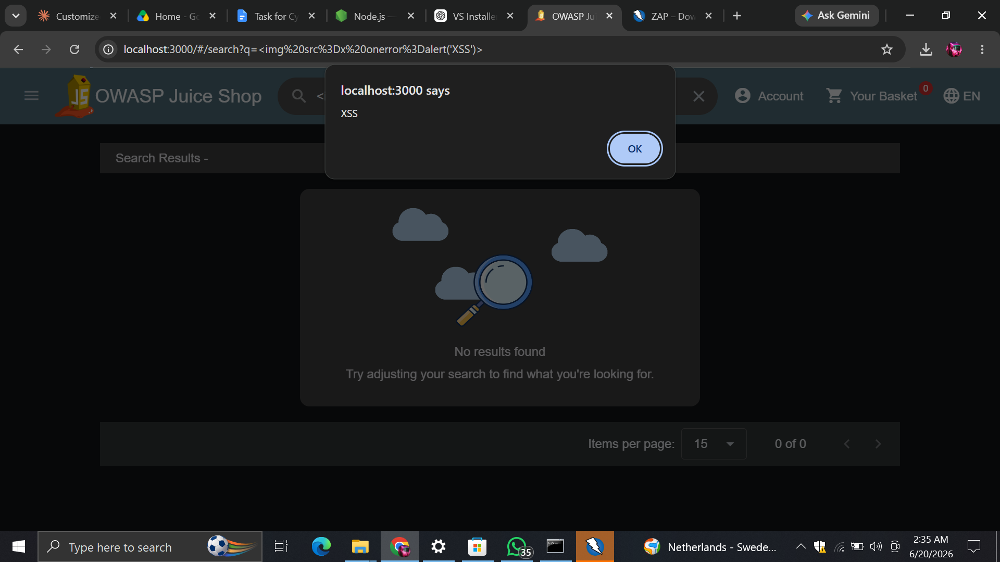 Customize
Home - Go
Task for Cy
Node.js —
VS Installe
OWASP Jui
ZAP – Dow
Ask Gemini
localhost:3000/#/search?q=<img%20src%3Dx%20onerror%3Dalert('XSS')>
localhost:3000 says
XSS
OK
JS
OWASP Juice Shop
<i
Account
Your Basket
0
EN
Search Results -
No results found
Try adjusting your search to find what you're looking for.
Items per page:
15
0 of 0
Type here to search
35
Netherlands - Swede...
2:35 AM
6/20/2026